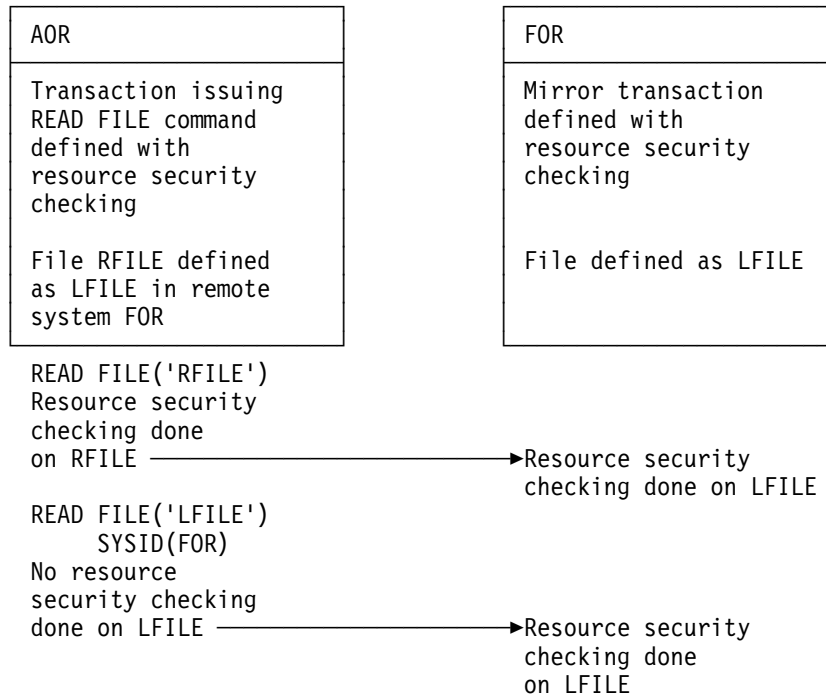 AOR
Transaction issuing
READ FILE command
defined with
resource security
checking
File RFILE defined
as LFILE in remote
system FOR
FOR
Mirror transaction
defined with
resource security
checking
File defined as LFILE
READ FILE('RFILE')
Resource security
checking done
on RFILE
Resource security
checking done on LFILE
READ FILE('LFILE')
SYSID(FOR)
No resource
security checking
done on LFILE
Resource security
checking done
on LFILE